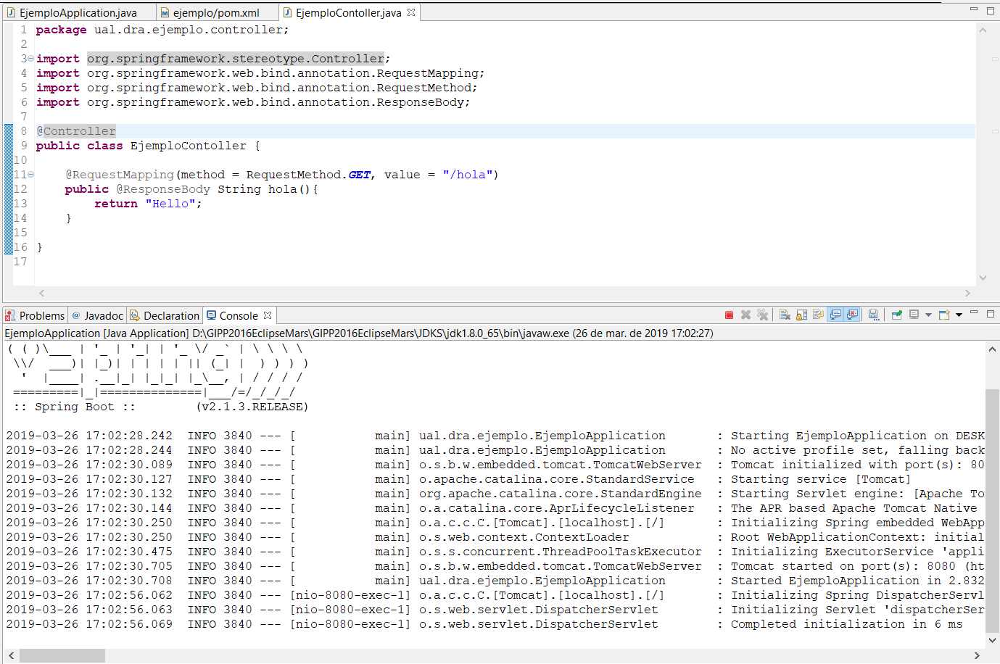 EjemploApplication.java ejemplo/pom.xml EjemploContoller.java
1 package ual.dra.ejemplo.controller;
2
3 import org.springframework.stereotype.Controller;
4 import org.springframework.web.bind.annotation.RequestMapping;
5 import org.springframework.web.bind.annotation.RequestMethod;
6 import org.springframework.web.bind.annotation.ResponseBody;
7
8 @Controller
9 public class EjemploContoller {
10
11 @RequestMapping(method = RequestMethod.GET, value = "/hola")
12 public @ResponseBody String hola(){
13 return "Hello";
14 }
15
16 }
17
Problems @ Javadoc Declaration Console
EjemploApplication [Java Application] D:\GIPP2016EclipseMars\GIPP2016EclipseMars\JDKS\jdk1.8.0_65\bin\javaw.exe (26 de mar. de 2019 17:02:27)
( ( )\___ | '_ | '_| | '_ \/ _` | \ \ \ \
\\/ ___)| |_)| | | | | || (_| | ) ) ) )
' |____| .__|_| |_|_| |_\__, | / / / /
=========|_|==============|___/=/_/_/_/
:: Spring Boot :: (v2.1.3.RELEASE)
2019-03-26 17:02:28.242 INFO 3840 --- [ main] ual.dra.ejemplo.EjemploApplication : Starting EjemploApplication on DESK
2019-03-26 17:02:28.244 INFO 3840 --- [ main] ual.dra.ejemplo.EjemploApplication : No active profile set, falling back
2019-03-26 17:02:30.089 INFO 3840 --- [ main] o.s.b.w.embedded.tomcat.TomcatWebServer : Tomcat initialized with port(s): 80
2019-03-26 17:02:30.127 INFO 3840 --- [ main] o.apache.catalina.core.StandardService : Starting service [Tomcat]
2019-03-26 17:02:30.132 INFO 3840 --- [ main] org.apache.catalina.core.StandardEngine : Starting Servlet engine: [Apache To
2019-03-26 17:02:30.144 INFO 3840 --- [ main] o.a.catalina.core.AprLifecycleListener : The APR based Apache Tomcat Native
2019-03-26 17:02:30.250 INFO 3840 --- [ main] o.a.c.c.C.[Tomcat].[localhost].[/] : Initializing Spring embedded WebApp
2019-03-26 17:02:30.250 INFO 3840 --- [ main] o.s.web.context.ContextLoader : Root WebApplicationContext: initial
2019-03-26 17:02:30.475 INFO 3840 --- [ main] o.s.s.concurrent.ThreadPoolTaskExecutor : Initializing ExecutorService 'appli
2019-03-26 17:02:30.705 INFO 3840 --- [ main] o.s.b.w.embedded.tomcat.TomcatWebServer : Tomcat started on port(s): 8080 (ht
2019-03-26 17:02:30.708 INFO 3840 --- [ main] ual.dra.ejemplo.EjemploApplication : Started EjemploApplication in 2.832
2019-03-26 17:02:56.062 INFO 3840 --- [nio-8080-exec-1] o.a.c.c.C.[Tomcat].[localhost].[/] : Initializing Spring DispatcherServl
2019-03-26 17:02:56.063 INFO 3840 --- [nio-8080-exec-1] o.s.web.servlet.DispatcherServlet : Initializing Servlet 'dispatcherSer
2019-03-26 17:02:56.069 INFO 3840 --- [nio-8080-exec-1] o.s.web.servlet.DispatcherServlet : Completed initialization in 6 ms